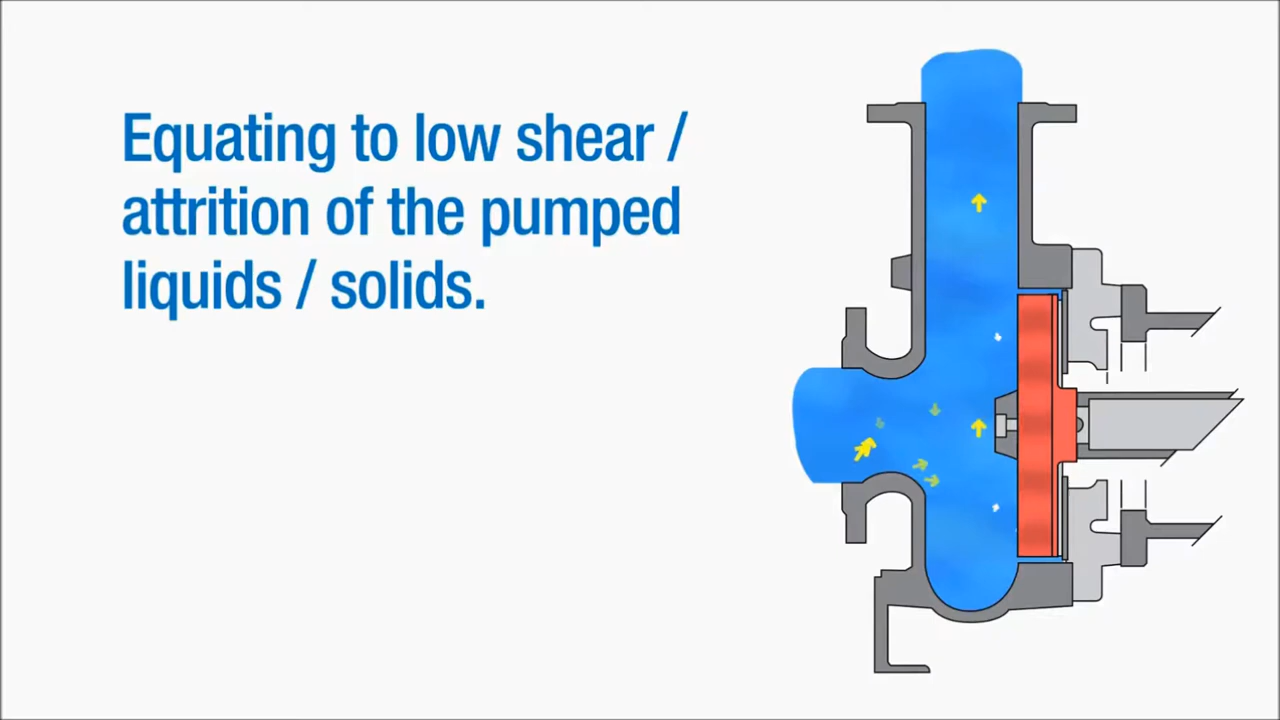 Equating to low shear /
attrition of the pumped
liquids / solids.